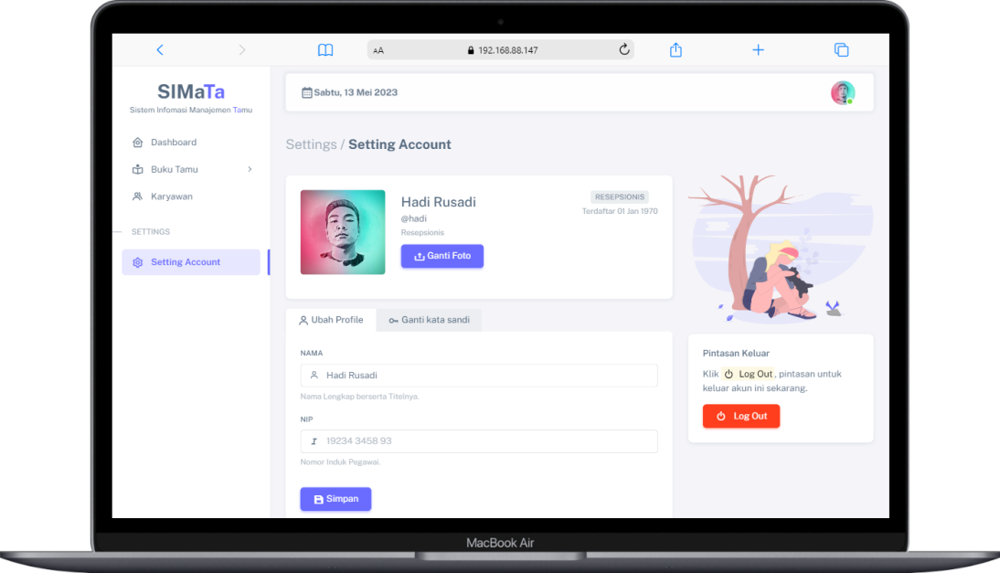 AA 192.168.88.147
SIMaTa
Sistem Infomasi Manajemen Tamu
Dashboard
Buku Tamu
Karyawan
SETTINGS
Setting Account
Sabtu, 13 Mei 2023
Settings / Setting Account
Hadi Rusadi
@hadi
Resepsionis
Ganti Foto
RESEPSIONIS
Terdaftar 01 Jan 1970
Ubah Profile
Ganti kata sandi
NAMA
Hadi Rusadi
Nama Lengkap berserta Titelnya.
NIP
19234 3458 93
Nomor Induk Pegawai.
Simpan
Pintasan Keluar
Klik Log Out, pintasan untuk
keluar akun ini sekarang.
Log Out
MacBook Air